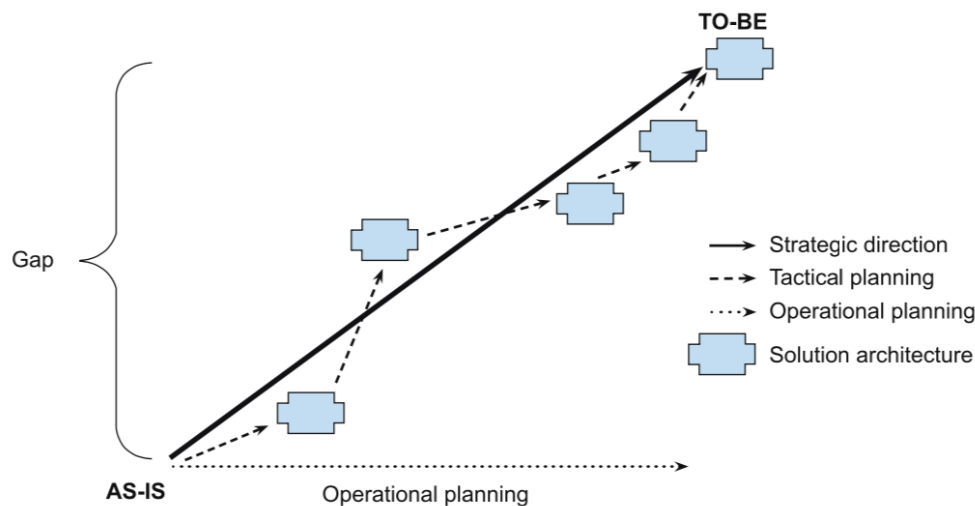 TO-BE
Gap
Strategic direction
Tactical planning
Operational planning
Solution architecture
AS-IS
Operational planning